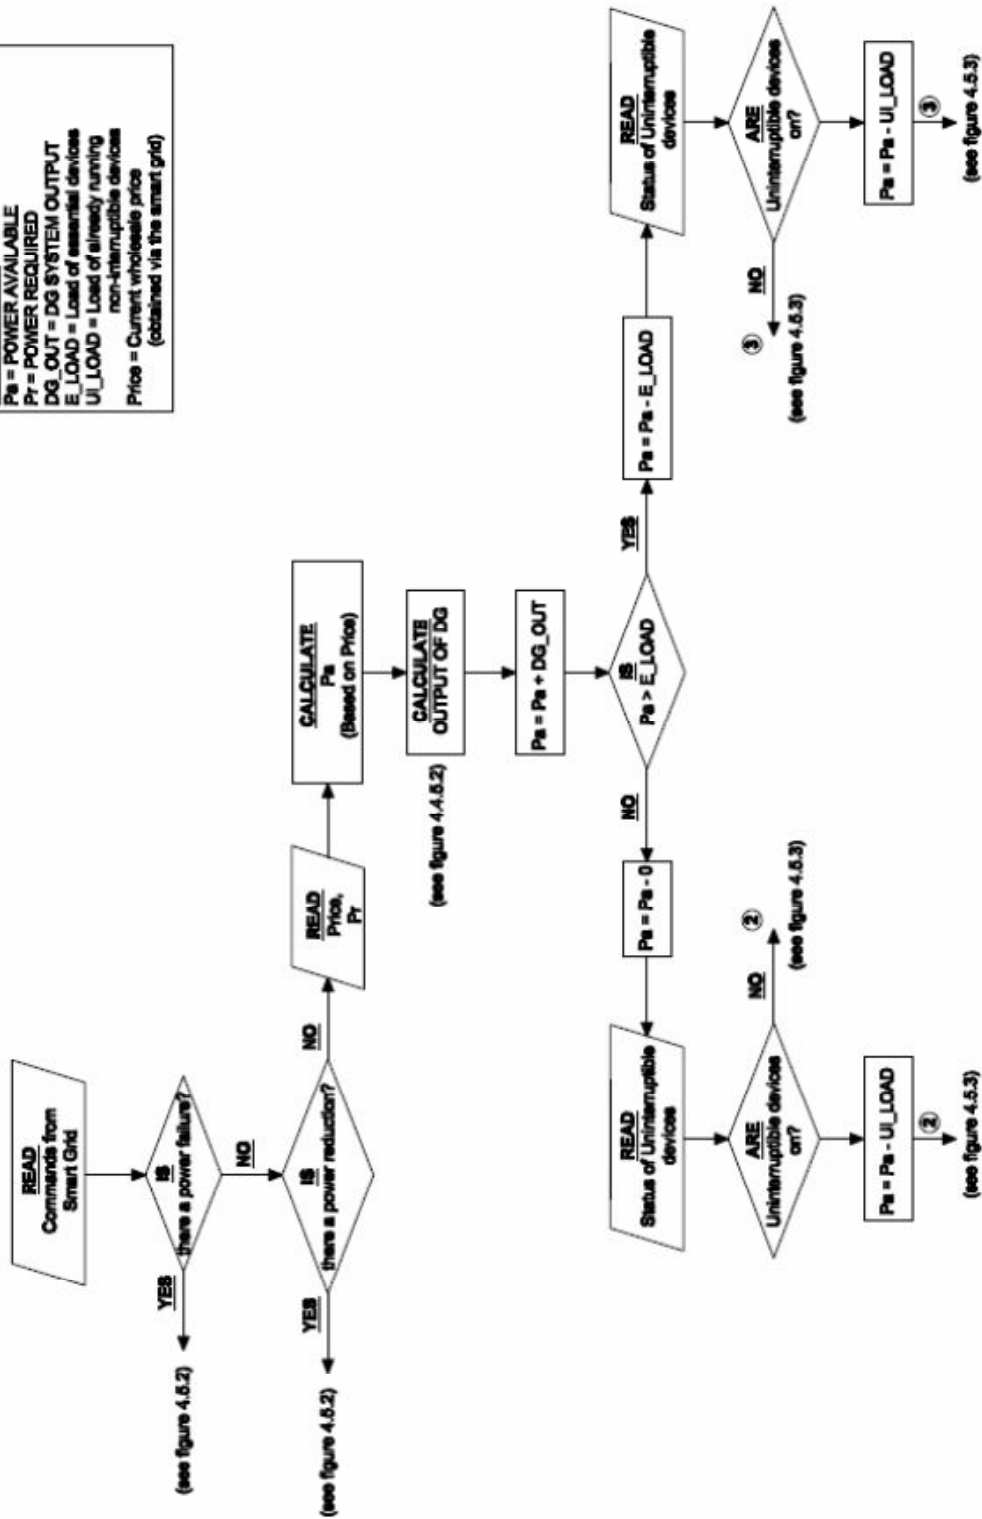 Pa = POWER AVAILABLE
Pr = POWER REQUIRED
DG_OUT = DG SYSTEM OUTPUT
E_LOAD = Load of essential devices
UI_LOAD = Load of already running
non-interruptible devices
Price = Current wholesale price
(obtained via the smart grid)
READ
Commands from
Smart Grid
IS
there a power failure?
YES
(see figure 4.5.2)
NO
IS
there a power reduction?
YES
(see figure 4.5.2)
NO
READ
Price,
Pr
CALCULATE
Pa
(Based on Price)
CALCULATE
OUTPUT OF DG
(see figure 4.4.5.2)
Pa = Pa + DG_OUT
IS
Pa > E_LOAD
NO
Pa = Pa - 0
READ
Status of Uninterruptible
devices
ARE
Uninterruptible devices
on?
NO
②
(see figure 4.5.3)
Pa = Pa - UI_LOAD
②
(see figure 4.5.3)
YES
Pa = Pa - E_LOAD
READ
Status of Uninterruptible
devices
ARE
Uninterruptible devices
on?
NO
③
(see figure 4.5.3)
Pa = Pa - UI_LOAD
③
(see figure 4.5.3)